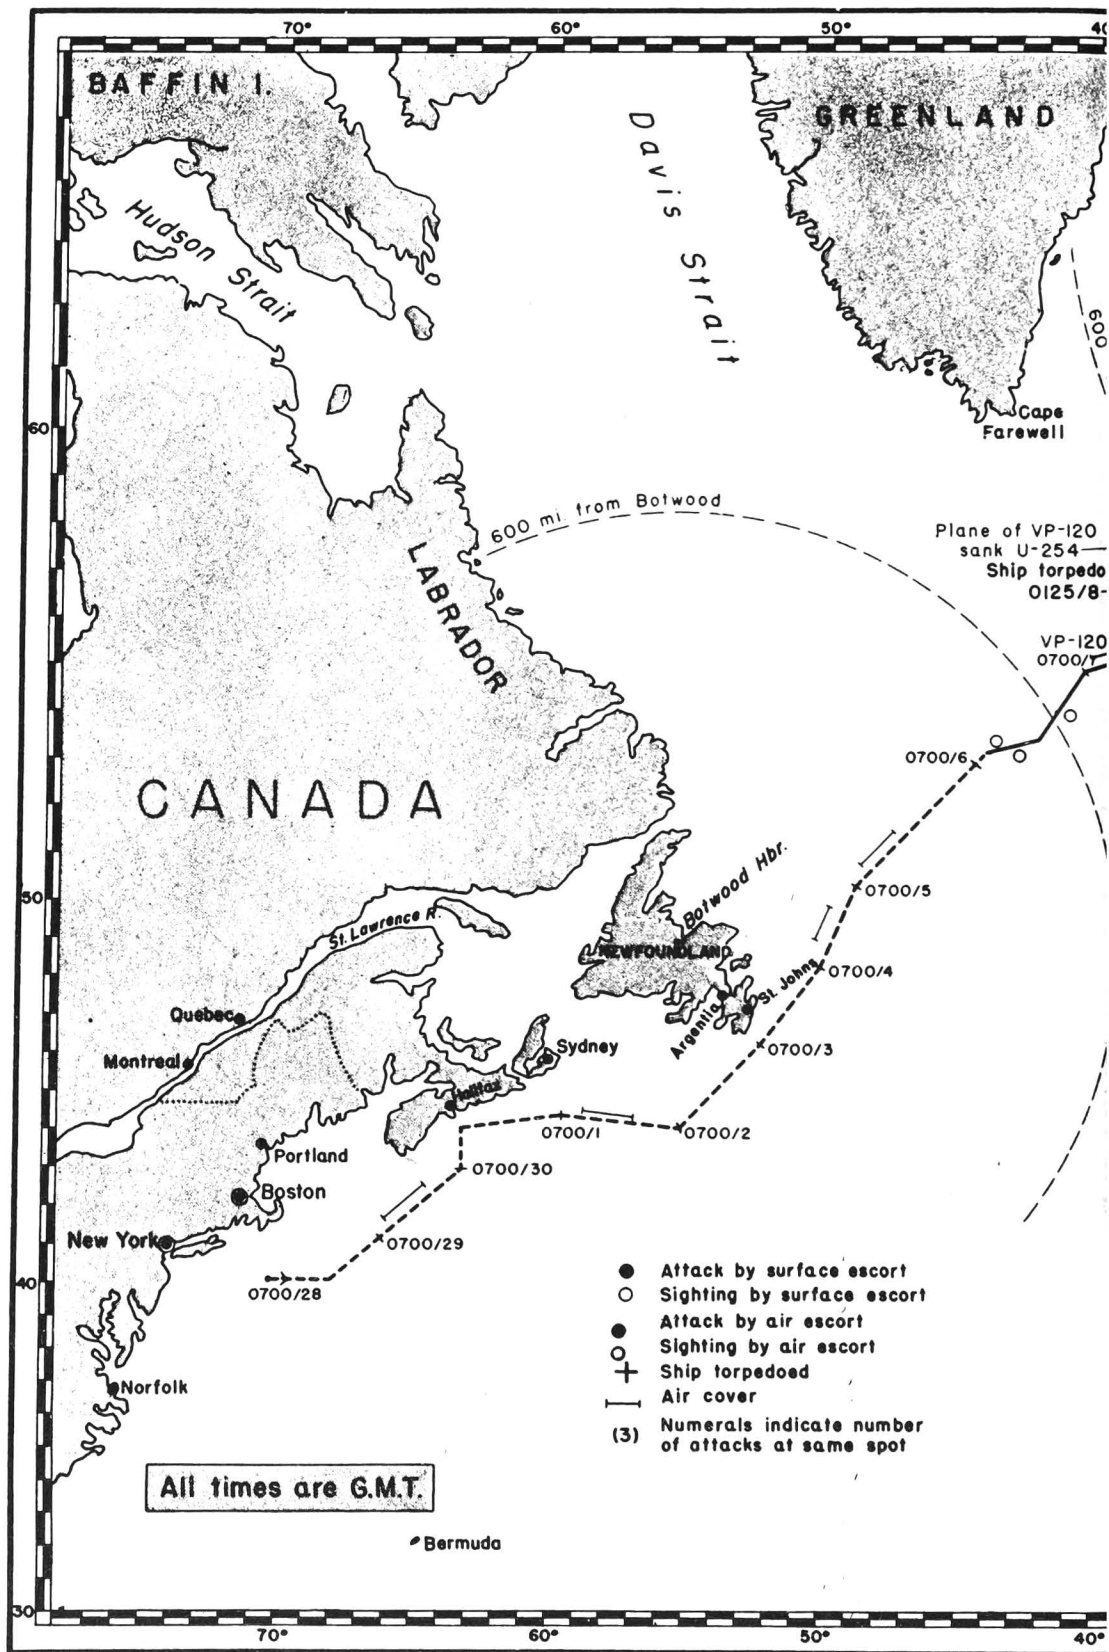 70°
60°
50°
BAFFIN I.
GREENLAND
Davis Strait
Hudson Strait
600
Cape
Farewell
60
600 mi. from Botwood
Plane of VP-120
sank U-254
Ship torpedo
0125/8-
LABRADOR
VP-120
0700/7
0700/6
CANADA
Botwood Hbr.
0700/5
50
St. Lawrence R.
NEWFOUNDLAND
0700/4
St. Johns
Argentia
Quebec
Montreal
Sydney
0700/3
Halifax
0700/1
0700/2
Portland
0700/30
Boston
New York
0700/29
40
0700/28
Attack by surface escort
Sighting by surface escort
Attack by air escort
Sighting by air escort
Ship torpedoed
Air cover
(3) Numerals indicate number
of attacks at same spot
Norfolk
All times are G.M.T.
Bermuda
30
70°
60°
50°
40°